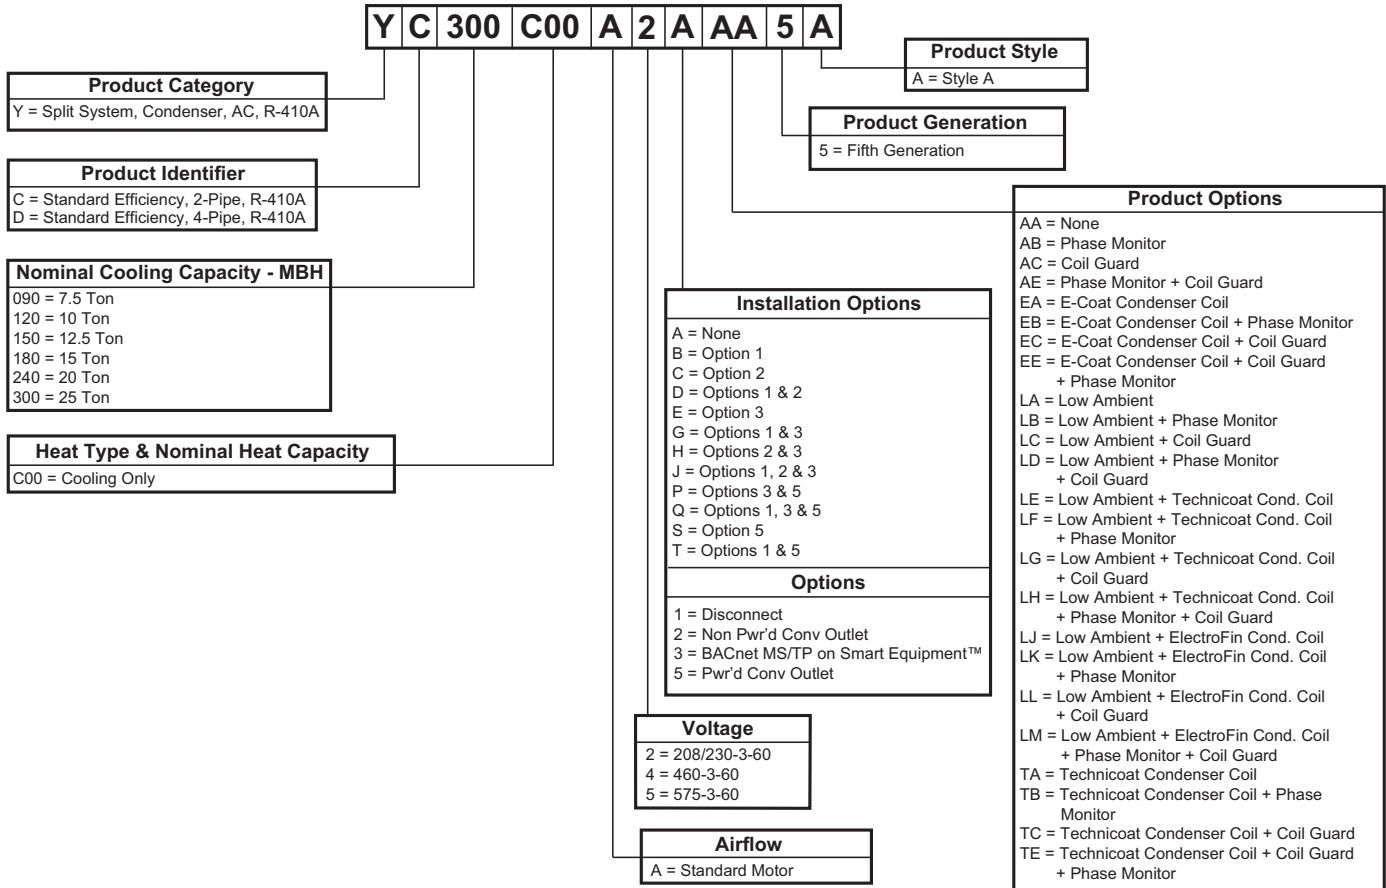 Y C 300 C00 A 2 A AA 5 A
Product Style
A = Style A
Product Category
Y = Split System, Condenser, AC, R-410A
Product Generation
5 = Fifth Generation
Product Identifier
C = Standard Efficiency, 2-Pipe, R-410A
D = Standard Efficiency, 4-Pipe, R-410A
Nominal Cooling Capacity - MBH
090 = 7.5 Ton
120 = 10 Ton
150 = 12.5 Ton
180 = 15 Ton
240 = 20 Ton
300 = 25 Ton
Heat Type & Nominal Heat Capacity
C00 = Cooling Only
Installation Options
A = None
B = Option 1
C = Option 2
D = Options 1 & 2
E = Option 3
G = Options 1 & 3
H = Options 2 & 3
J = Options 1, 2 & 3
P = Options 3 & 5
Q = Options 1, 3 & 5
S = Option 5
T = Options 1 & 5
Options
1 = Disconnect
2 = Non Pwr'd Conv Outlet
3 = BACnet MS/TP on Smart Equipment™
5 = Pwr'd Conv Outlet
Voltage
2 = 208/230-3-60
4 = 460-3-60
5 = 575-3-60
Airflow
A = Standard Motor
Product Options
AA = None
AB = Phase Monitor
AC = Coil Guard
AE = Phase Monitor + Coil Guard
EA = E-Coat Condenser Coil
EB = E-Coat Condenser Coil + Phase Monitor
EC = E-Coat Condenser Coil + Coil Guard
EE = E-Coat Condenser Coil + Coil Guard
+ Phase Monitor
LA = Low Ambient
LB = Low Ambient + Phase Monitor
LC = Low Ambient + Coil Guard
LD = Low Ambient + Phase Monitor
+ Coil Guard
LE = Low Ambient + Technicoat Cond. Coil
LF = Low Ambient + Technicoat Cond. Coil
+ Phase Monitor
LG = Low Ambient + Technicoat Cond. Coil
+ Coil Guard
LH = Low Ambient + Technicoat Cond. Coil
+ Phase Monitor + Coil Guard
LJ = Low Ambient + ElectroFin Cond. Coil
LK = Low Ambient + ElectroFin Cond. Coil
+ Phase Monitor
LL = Low Ambient + ElectroFin Cond. Coil
+ Coil Guard
LM = Low Ambient + ElectroFin Cond. Coil
+ Phase Monitor + Coil Guard
TA = Technicoat Condenser Coil
TB = Technicoat Condenser Coil + Phase
Monitor
TC = Technicoat Condenser Coil + Coil Guard
TE = Technicoat Condenser Coil + Coil Guard
+ Phase Monitor